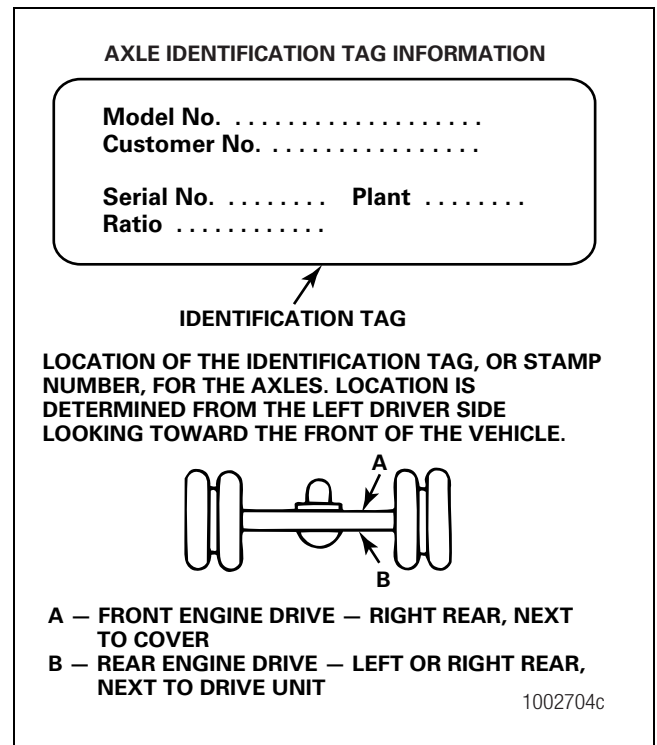 AXLE IDENTIFICATION TAG INFORMATION
Model No. . . . . . . . . . . . . . . . . . . .
Customer No. . . . . . . . . . . . . . . . .
Serial No. . . . . . . . . Plant . . . . . . . .
Ratio . . . . . . . . . . . .
IDENTIFICATION TAG
LOCATION OF THE IDENTIFICATION TAG, OR STAMP
NUMBER, FOR THE AXLES. LOCATION IS
DETERMINED FROM THE LEFT DRIVER SIDE
LOOKING TOWARD THE FRONT OF THE VEHICLE.
A
B
A — FRONT ENGINE DRIVE — RIGHT REAR, NEXT
TO COVER
B — REAR ENGINE DRIVE — LEFT OR RIGHT REAR,
NEXT TO DRIVE UNIT
1002704c